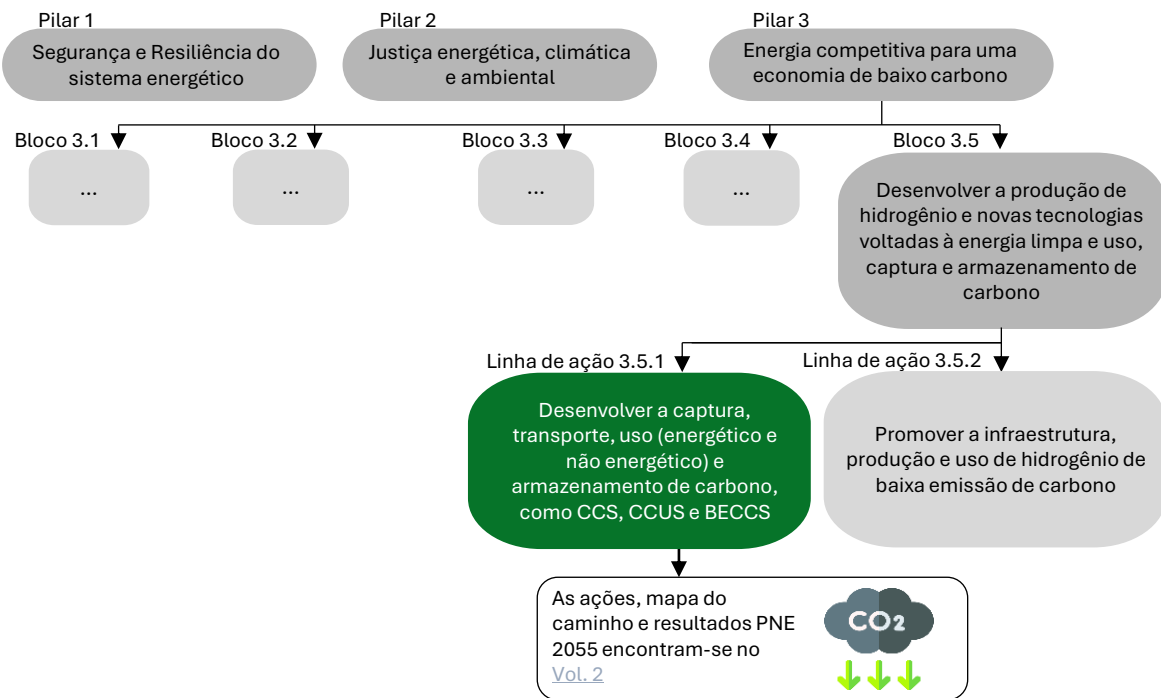 Pilar 1
Segurança e Resiliência do
sistema energético
Pilar 2
Justiça energética, climática
e ambiental
Pilar 3
Energia competitiva para uma
economia de baixo carbono
Bloco 3.1
...
Bloco 3.2
...
Bloco 3.3
...
Bloco 3.4
...
Bloco 3.5
Desenvolver a produção de
hidrogênio e novas tecnologias
voltadas à energia limpa e uso,
captura e armazenamento de
carbono
Linha de ação 3.5.1
Desenvolver a captura,
transporte, uso (energético e
não energético) e
armazenamento de carbono,
como CCS, CCUS e BECCS
Linha de ação 3.5.2
Promover a infraestrutura,
produção e uso de hidrogênio de
baixa emissão de carbono
As ações, mapa do
caminho e resultados PNE
2055 encontram-se no
Vol. 2
CO2